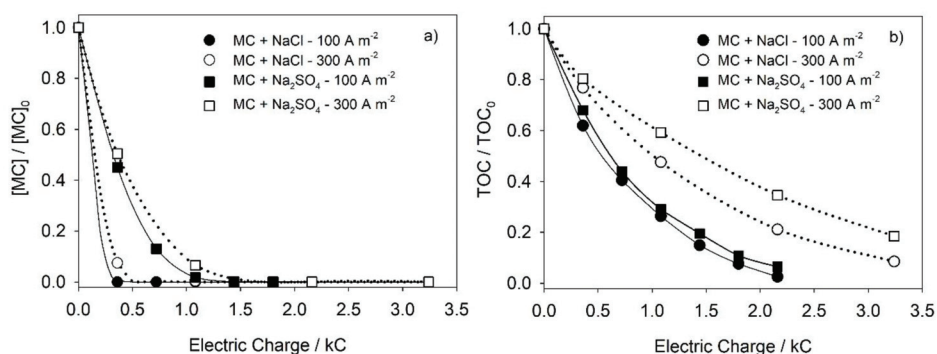 a)
MC + NaCl - 100 A m⁻²
MC + NaCl - 300 A m⁻²
MC + Na₂SO₄ - 100 A m⁻²
MC + Na₂SO₄ - 300 A m⁻²
[MC] / [MC]₀
1.0
0.8
0.6
0.4
0.2
0.0
0.0 0.5 1.0 1.5 2.0 2.5 3.0 3.5
Electric Charge / kC
b)
MC + NaCl - 100 A m⁻²
MC + NaCl - 300 A m⁻²
MC + Na₂SO₄ - 100 A m⁻²
MC + Na₂SO₄ - 300 A m⁻²
TOC / TOC₀
1.0
0.8
0.6
0.4
0.2
0.0
0.0 0.5 1.0 1.5 2.0 2.5 3.0 3.5
Electric Charge / kC